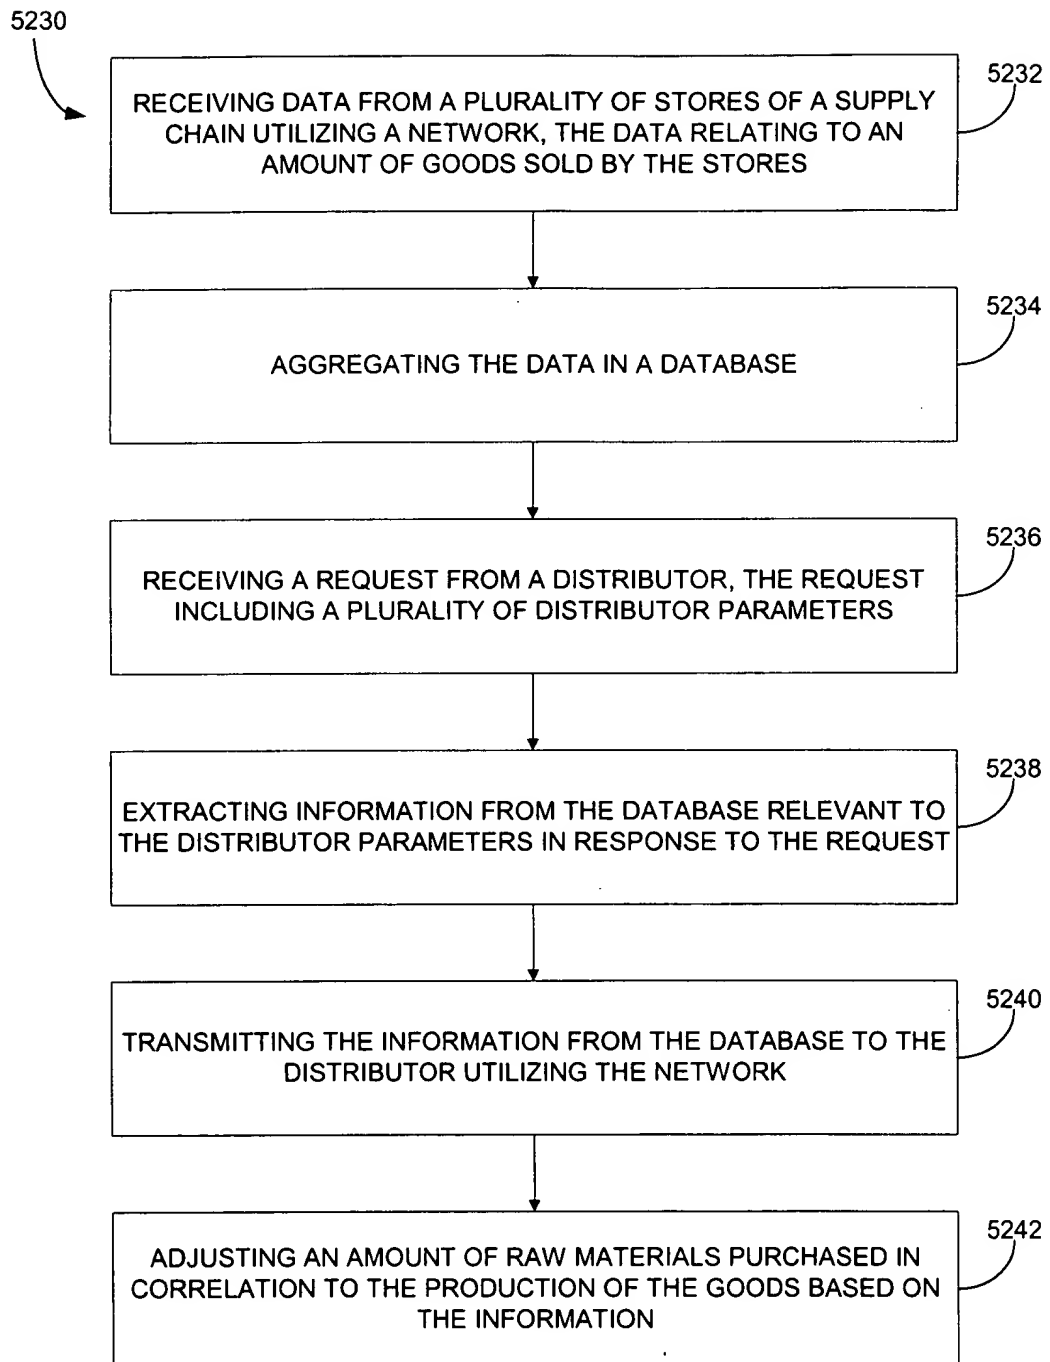 5230
5232
RECEIVING DATA FROM A PLURALITY OF STORES OF A SUPPLY
CHAIN UTILIZING A NETWORK, THE DATA RELATING TO AN
AMOUNT OF GOODS SOLD BY THE STORES
5234
AGGREGATING THE DATA IN A DATABASE
5236
RECEIVING A REQUEST FROM A DISTRIBUTOR, THE REQUEST
INCLUDING A PLURALITY OF DISTRIBUTOR PARAMETERS
5238
EXTRACTING INFORMATION FROM THE DATABASE RELEVANT TO
THE DISTRIBUTOR PARAMETERS IN RESPONSE TO THE REQUEST
5240
TRANSMITTING THE INFORMATION FROM THE DATABASE TO THE
DISTRIBUTOR UTILIZING THE NETWORK
5242
ADJUSTING AN AMOUNT OF RAW MATERIALS PURCHASED IN
CORRELATION TO THE PRODUCTION OF THE GOODS BASED ON
THE INFORMATION